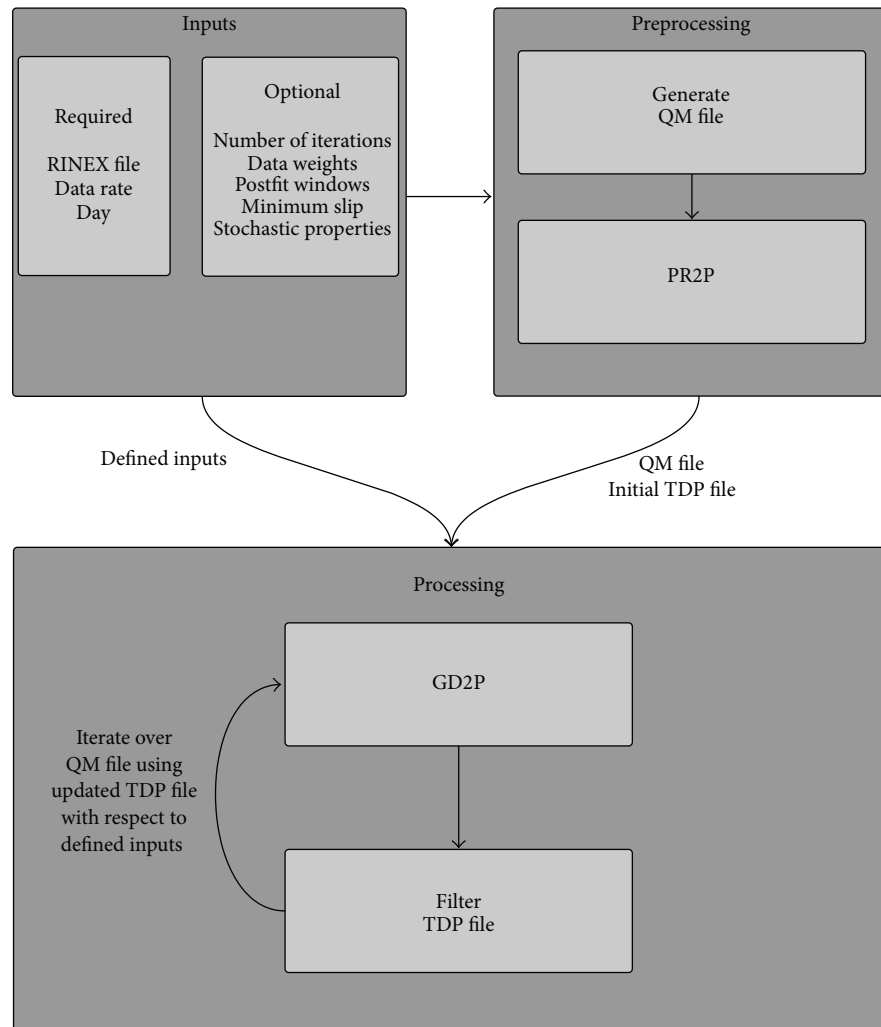 Inputs
Required
RINEX file
Data rate
Day
Optional
Number of iterations
Data weights
Postfit windows
Minimum slip
Stochastic properties
Preprocessing
Generate
QM file
PR2P
Defined inputs
QM file
Initial TDP file
Processing
GD2P
Iterate over
QM file using
updated TDP file
with respect to
defined inputs
Filter
TDP file